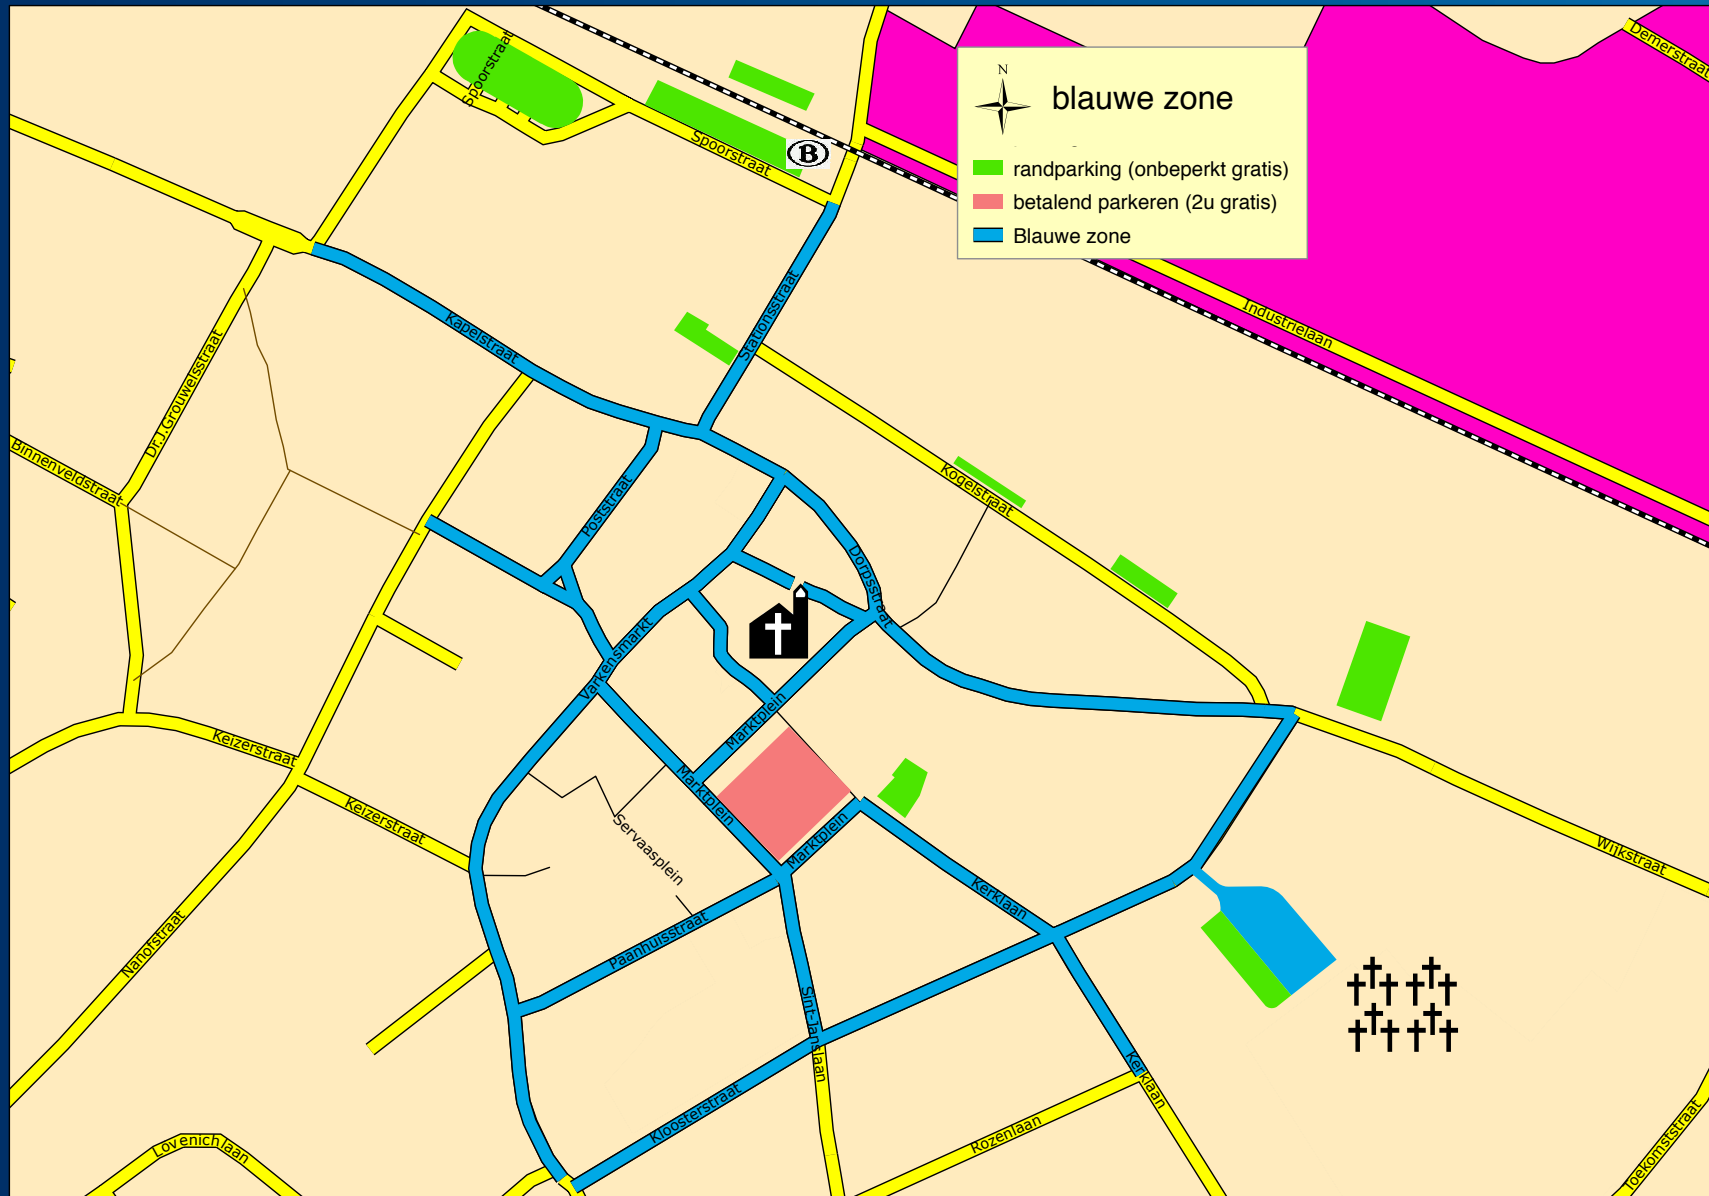 Demerstraat
Spoorstraat
N
blauwe zone
Spoorstraat
B
randparking (onbeperkt gratis)
betalend parkeren (2u gratis)
Blauwe zone
Stationsstraat
Industrielaan
Kapelstraat
Dr.J.Grouwelsstraat
Binnenveldstraat
Kogelstraat
Poststraat
Dorpsstraat
Varkensmarkt
Marktplein
Keizerstraat
Marktplein
Keizerstraat
Marktplein
Servaasplein
Wijkstraat
Kerklaan
Nanofstraat
Paanhuisstraat
Sint-Janslaan
Kerklaan
Kloosterstraat
Rozenlaan
Lovenichlaan
Toekomststraat